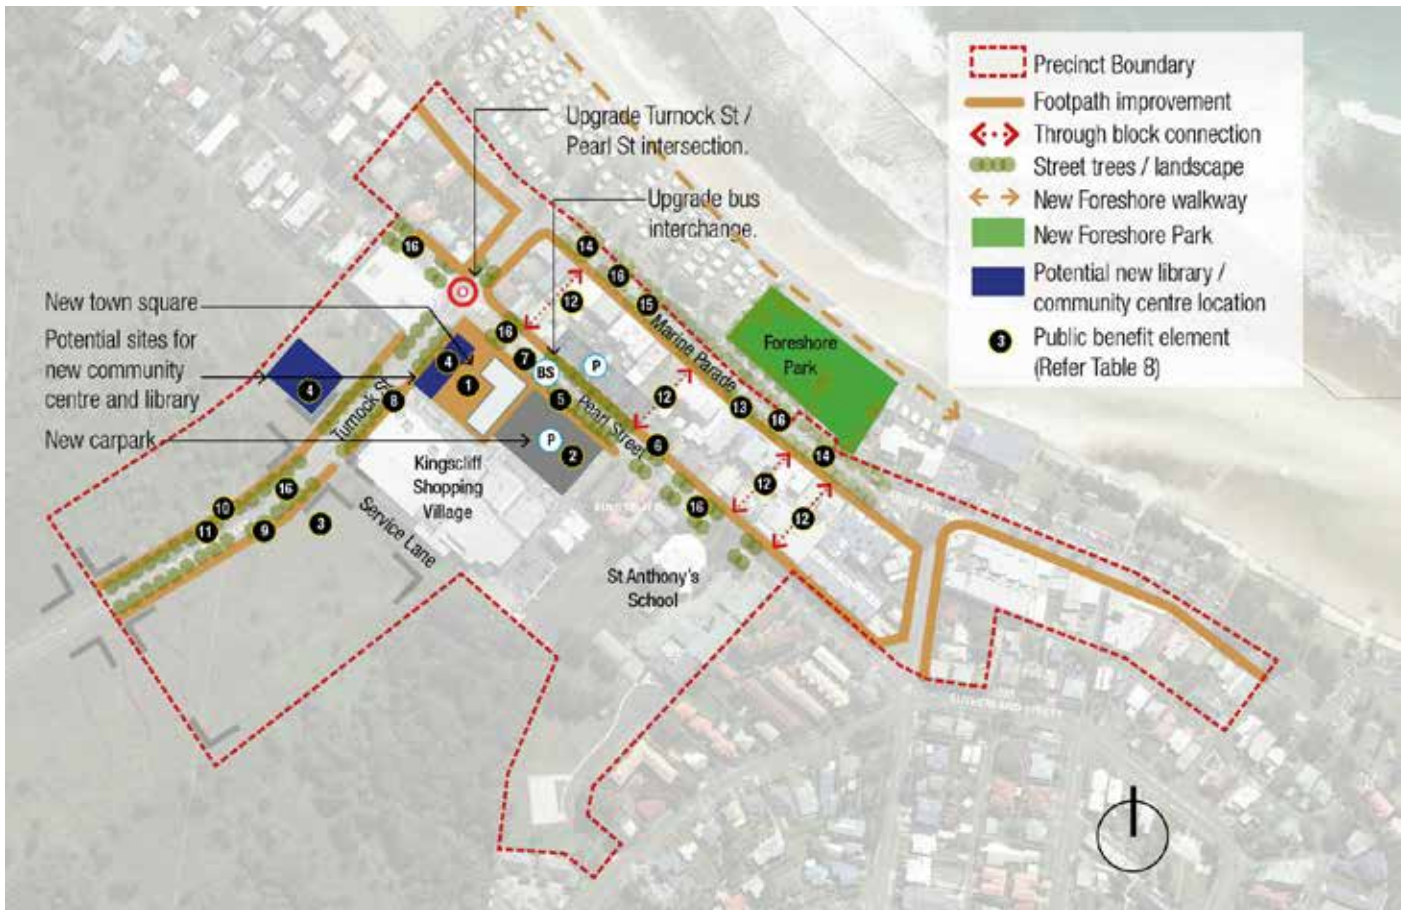 Precinct Boundary
Footpath improvement
Through block connection
Street trees / landscape
New Foreshore walkway
New Foreshore Park
Potential new library /
community centre location
3
Public benefit element
(Refer Table 8)
Upgrade Turnock St /
Pearl St intersection.
Upgrade bus
interchange.
New town square
Potential sites for
new community
centre and library
New carpark
16
14
16
12
15
Marine Parade
Foreshore
Park
16
7
BS
P
4
1
4
8
5
Pearl Street
12
13
16
14
6
Turnock St
P
2
Kingscliff
Shopping
Village
12
12
16
16
10
11
9
3
Service Lane
St Anthony's
School
SUTHERLAND STREET